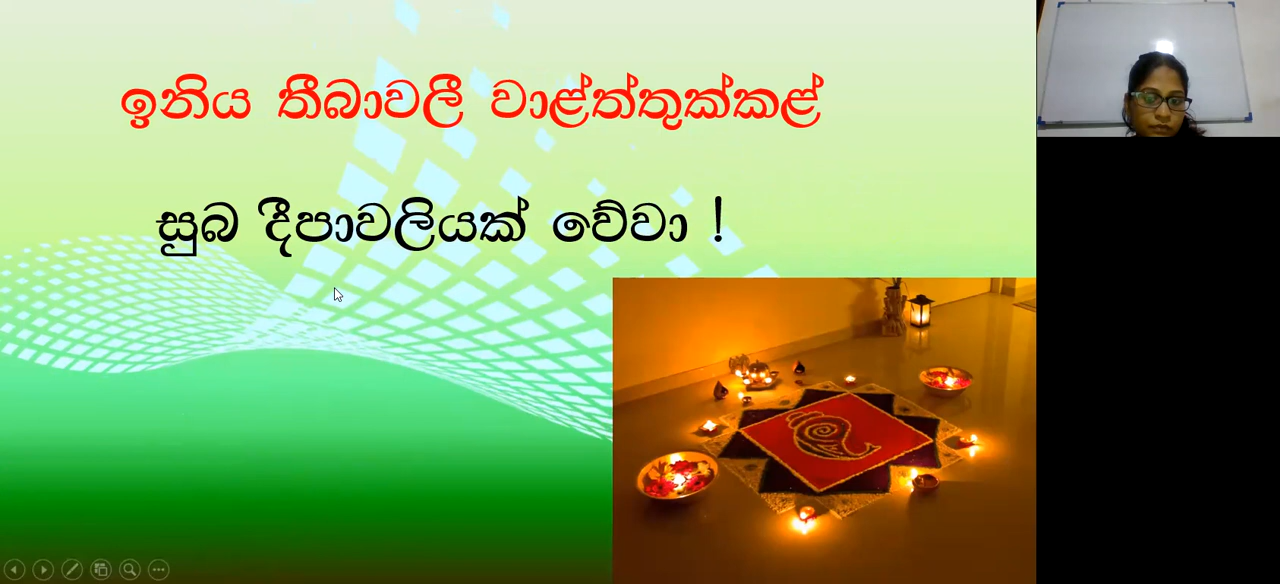 ඉනිය තීබාවලී වාළ්ත්තුක්කළ්
සුබ දීපාවලියක් වේවා !